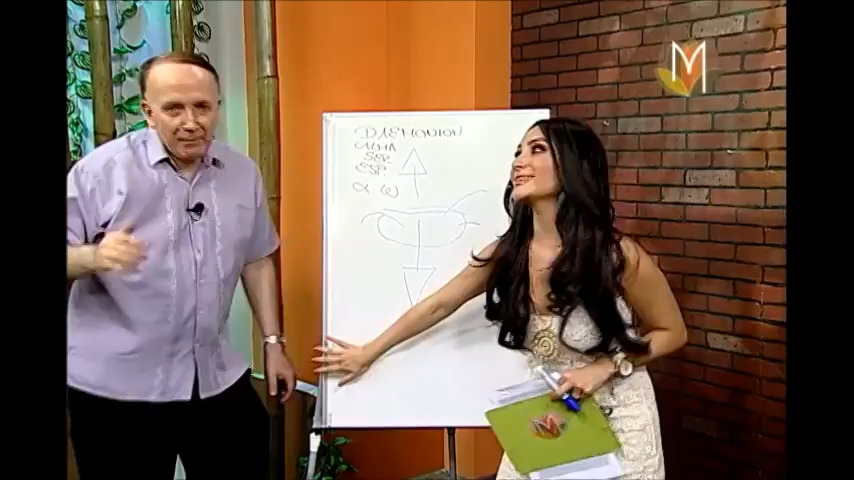 DAEMONION
ALMA
SER
ESP.
α ω
M
M